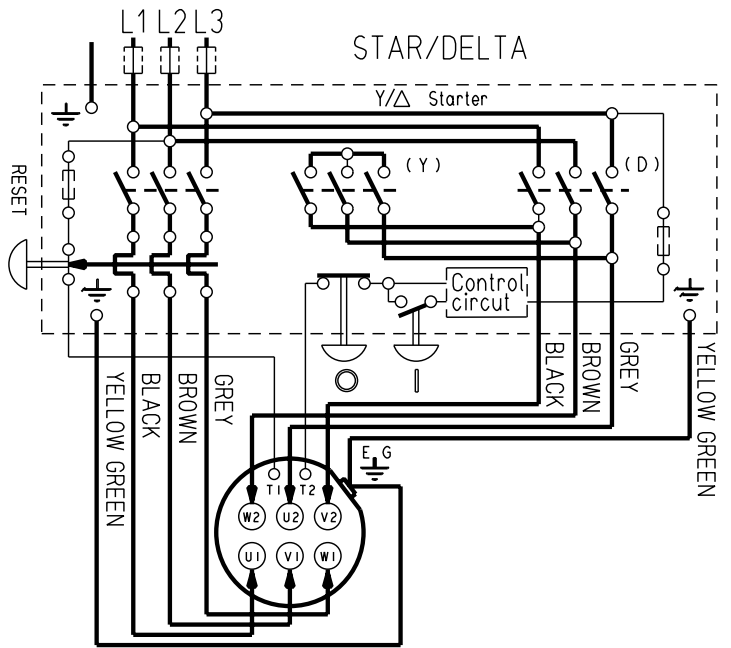 L1 L2 L3
STAR/DELTA
Y/△ Starter
(Y)
(D)
RESET
Control
circut
YELLOW GREEN
BLACK
BROWN
GREY
BLACK
BROWN
GREY
YELLOW GREEN
E G
T1 T2
W2 U2 V2
U1 V1 W1